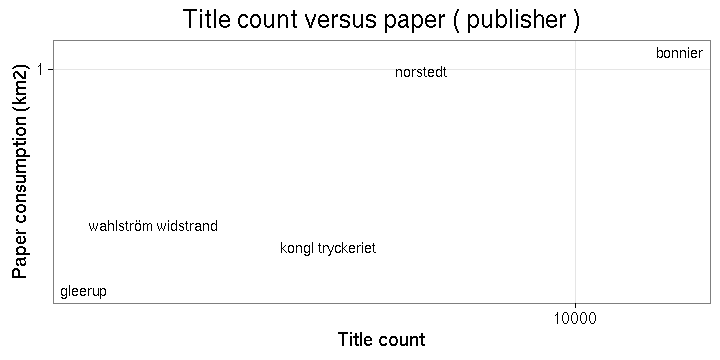 Title count versus paper ( publisher )
Paper consumption (km2)
1
bonnier
norstedt
wahlström widstrand
kongl tryckeriet
gleerup
10000
Title count